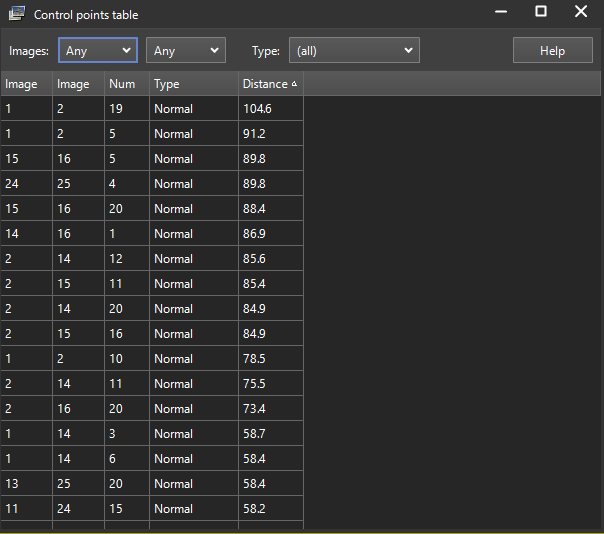 Control points table
Images: Any Any Type: (all) Help
Image Image Num Type Distance
1 2 19 Normal 104.6
1 2 5 Normal 91.2
15 16 5 Normal 89.8
24 25 4 Normal 89.8
15 16 20 Normal 88.4
14 16 1 Normal 86.9
2 14 12 Normal 85.6
2 15 11 Normal 85.4
2 14 20 Normal 84.9
2 15 16 Normal 84.9
1 2 10 Normal 78.5
2 14 11 Normal 75.5
2 16 20 Normal 73.4
1 14 3 Normal 58.7
1 14 6 Normal 58.4
13 25 20 Normal 58.4
11 24 15 Normal 58.2